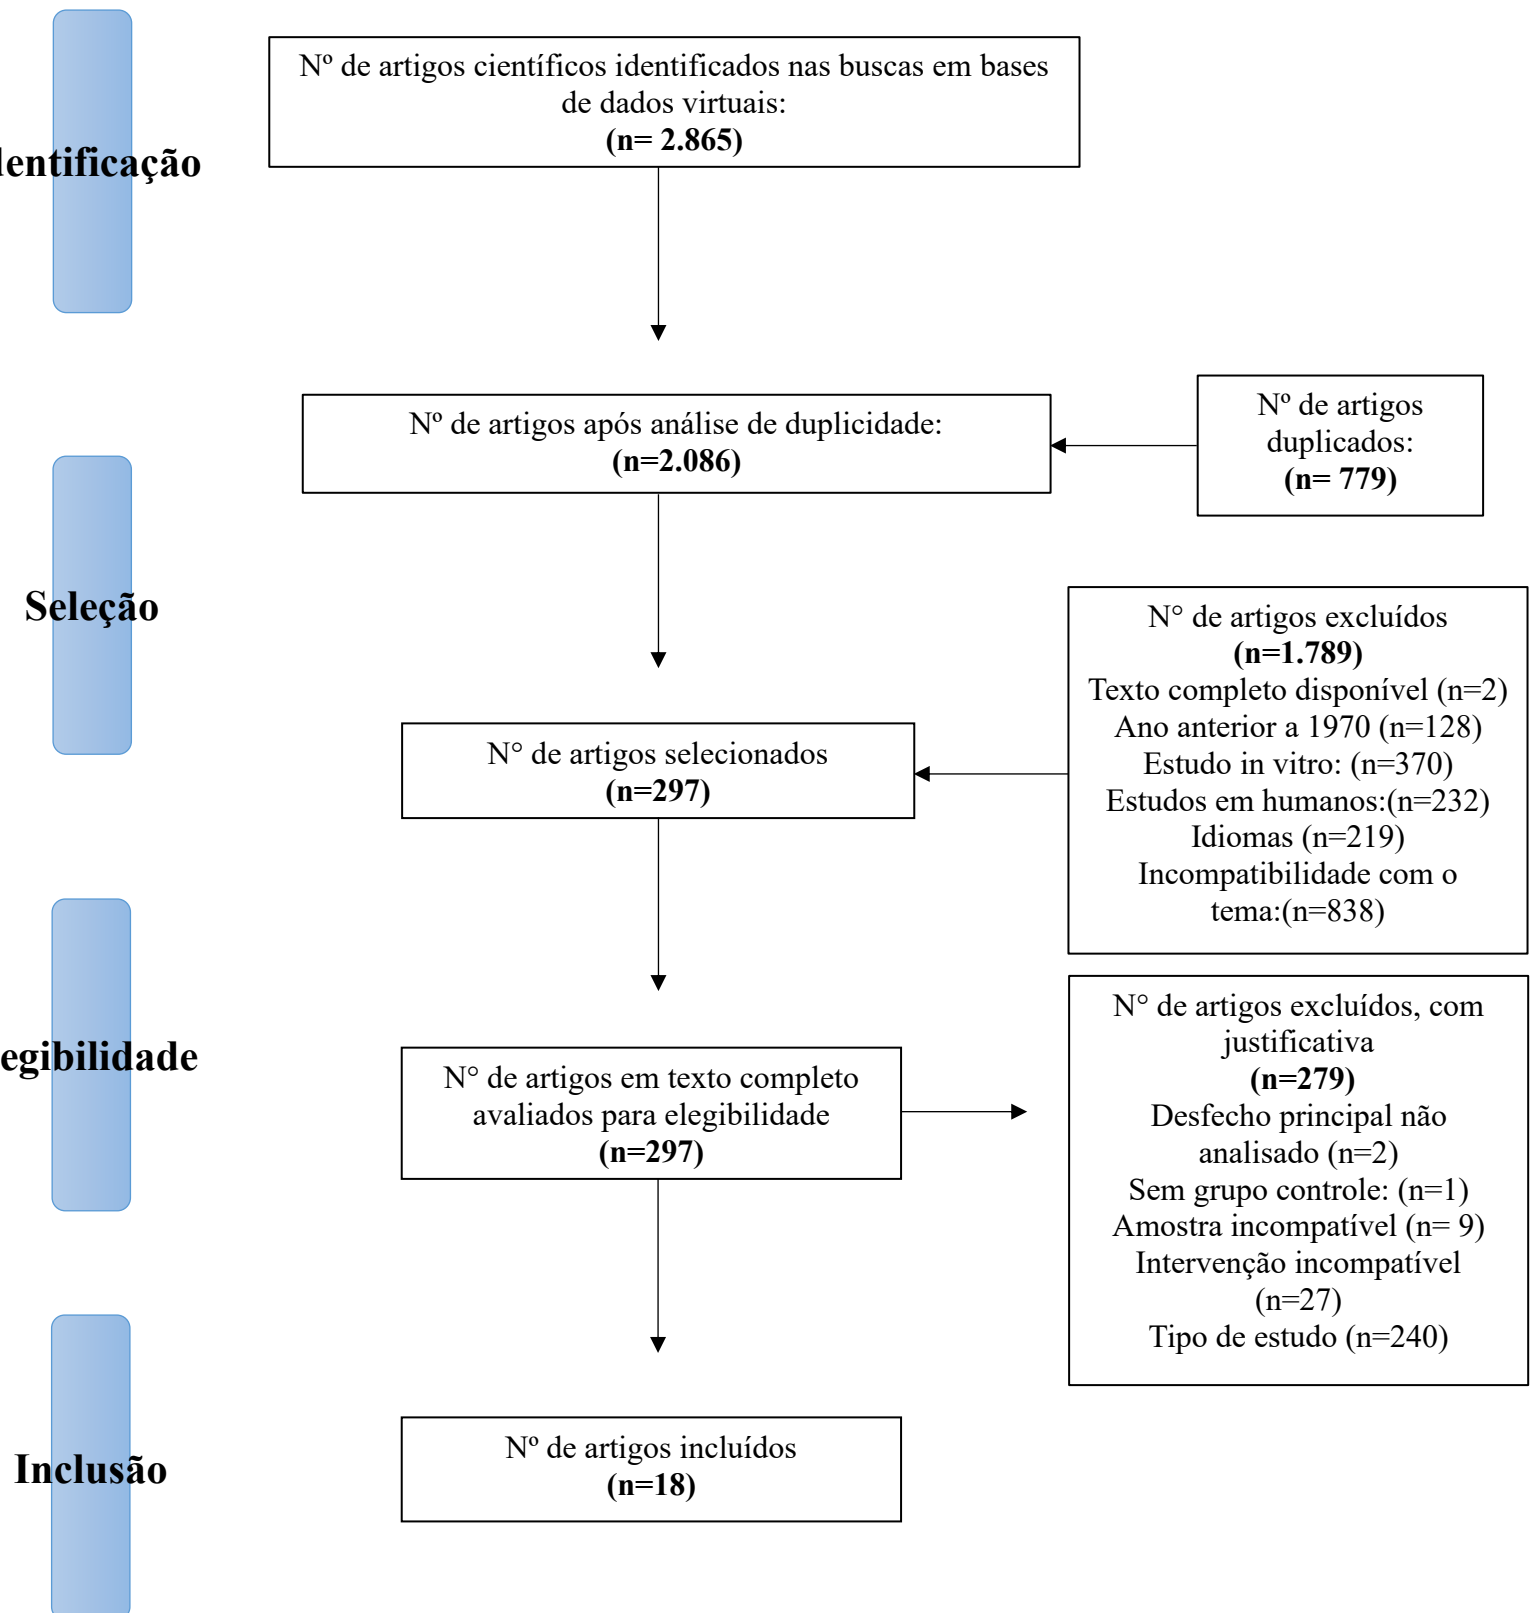 Nº de artigos científicos identificados nas buscas em bases
de dados virtuais:
(n= 2.865)
dentificação
Nº de artigos após análise de duplicidade:
(n=2.086)
Nº de artigos
duplicados:
(n= 779)
Seleção
N° de artigos excluídos
(n=1.789)
Texto completo disponível (n=2)
Ano anterior a 1970 (n=128)
Estudo in vitro: (n=370)
Estudos em humanos:(n=232)
Idiomas (n=219)
Incompatibilidade com o
tema:(n=838)
N° de artigos selecionados
(n=297)
egibilidade
N° de artigos em texto completo
avaliados para elegibilidade
(n=297)
N° de artigos excluídos, com
justificativa
(n=279)
Desfecho principal não
analisado (n=2)
Sem grupo controle: (n=1)
Amostra incompatível (n= 9)
Intervenção incompatível
(n=27)
Tipo de estudo (n=240)
Inclusão
Nº de artigos incluídos
(n=18)